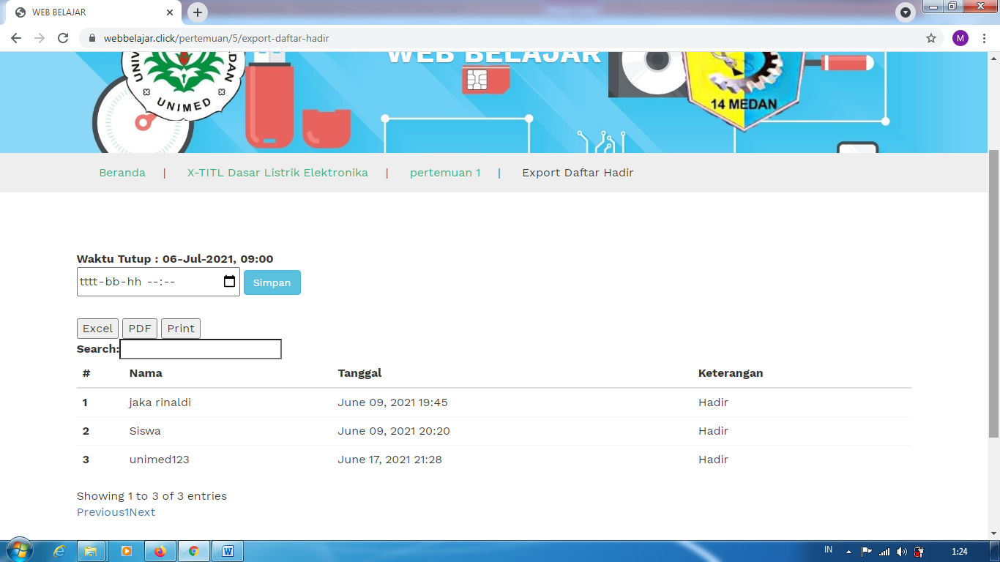 WEB BELAJAR
webbelajar.click/pertemuan/5/export-daftar-hadir
M
WEB BELAJAR
UNIMED
14 MEDAN
Beranda | X-TITL Dasar Listrik Elektronika | pertemuan 1 | Export Daftar Hadir
Waktu Tutup : 06-Jul-2021, 09:00
tttt-bb-hh --:-- Simpan
Excel PDF Print
Search:
# Nama Tanggal Keterangan
1 jaka rinaldi June 09, 2021 19:45 Hadir
2 Siswa June 09, 2021 20:20 Hadir
3 unimed123 June 17, 2021 21:28 Hadir
Showing 1 to 3 of 3 entries
Previous1Next
IN 1:24